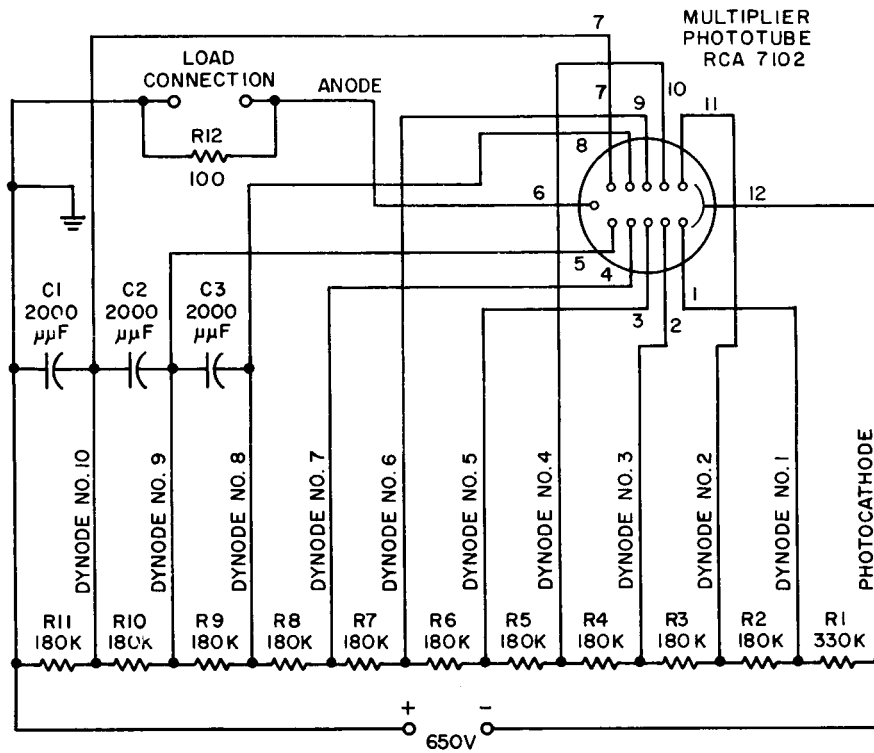 7
MULTIPLIER
PHOTOTUBE
RCA 7102
LOAD
CONNECTION
ANODE
7
9
10
11
R12
100
8
6
12
5
4
3
2
1
C1
2000
μμF
C2
2000
μμF
C3
2000
μμF
DYNODE NO. 10
DYNODE NO. 9
DYNODE NO. 8
DYNODE NO. 7
DYNODE NO. 6
DYNODE NO. 5
DYNODE NO. 4
DYNODE NO. 3
DYNODE NO. 2
DYNODE NO. 1
PHOTOCATHODE
R11
180K
R10
180K
R9
180K
R8
180K
R7
180K
R6
180K
R5
180K
R4
180K
R3
180K
R2
180K
R1
330K
+ −
650V